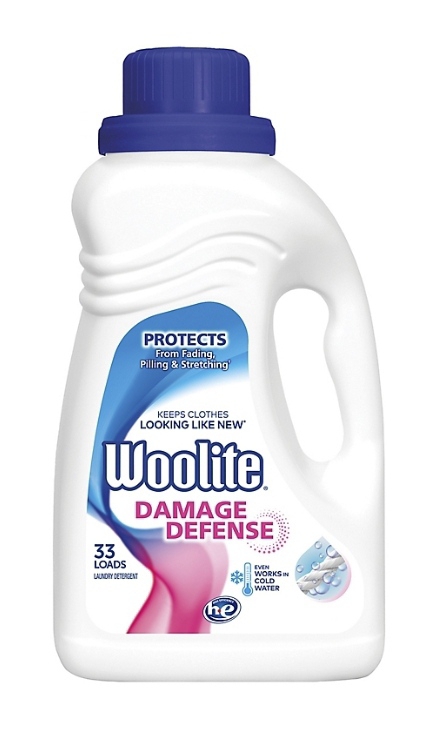 PROTECTS
From Fading,
Pilling & Stretching†
KEEPS CLOTHES
LOOKING LIKE NEW*
Woolite®
DAMAGE
DEFENSE
33
LOADS
LAUNDRY DETERGENT
EVEN
WORKS IN
COLD
WATER
he